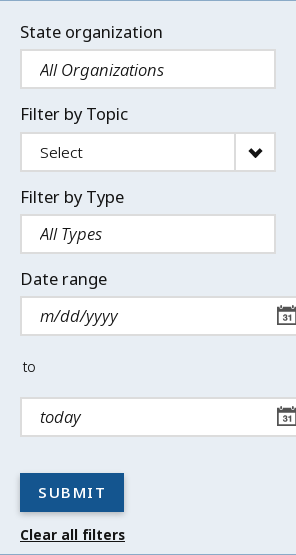 State organization
All Organizations
Filter by Topic
Select
Filter by Type
All Types
Date range
m/dd/yyyy
31
to
today
31
SUBMIT
Clear all filters